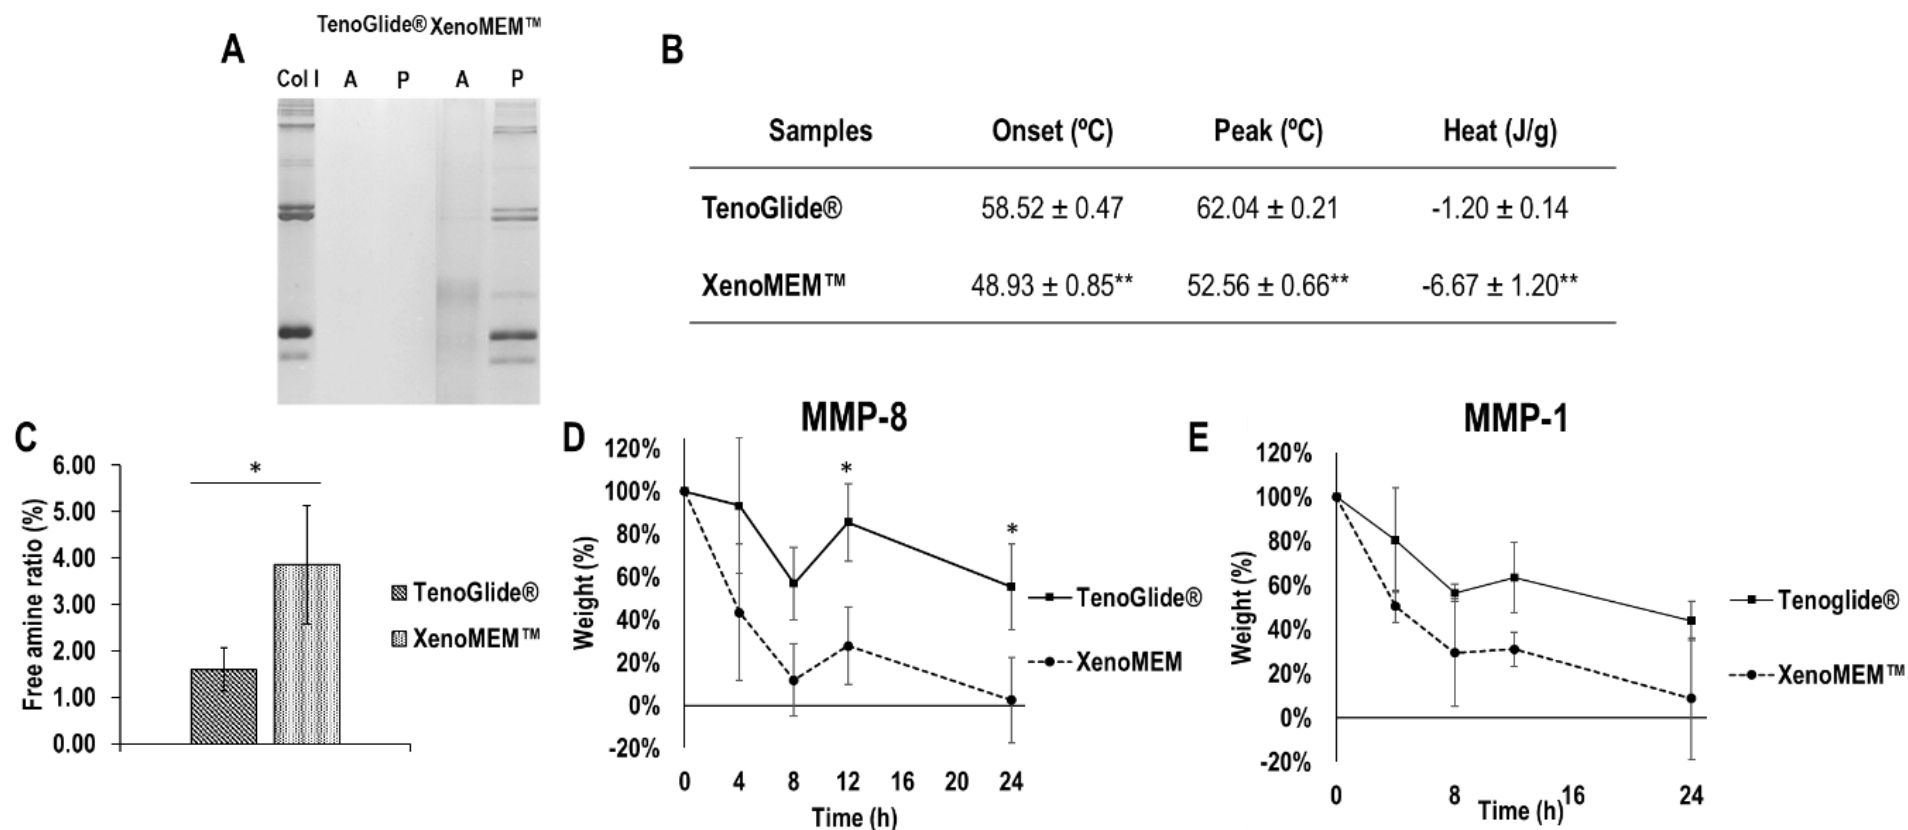 TenoGlide® XenoMEM™
A
Col I A P A P
B
Samples Onset (ºC) Peak (ºC) Heat (J/g)
TenoGlide® 58.52 ± 0.47 62.04 ± 0.21 -1.20 ± 0.14
XenoMEM™ 48.93 ± 0.85** 52.56 ± 0.66** -6.67 ± 1.20**
C
6.00
5.00
4.00
3.00
2.00
1.00
0.00
Free amine ratio (%)
*
TenoGlide®
XenoMEM™
D
MMP-8
120%
100%
80%
60%
40%
20%
0%
-20%
Weight (%)
*
*
0 4 8 12 16 20 24
Time (h)
TenoGlide®
XenoMEM
E
MMP-1
120%
100%
80%
60%
40%
20%
0%
-20%
Weight (%)
0 8 16 24
Time (h)
Tenoglide®
XenoMEM™